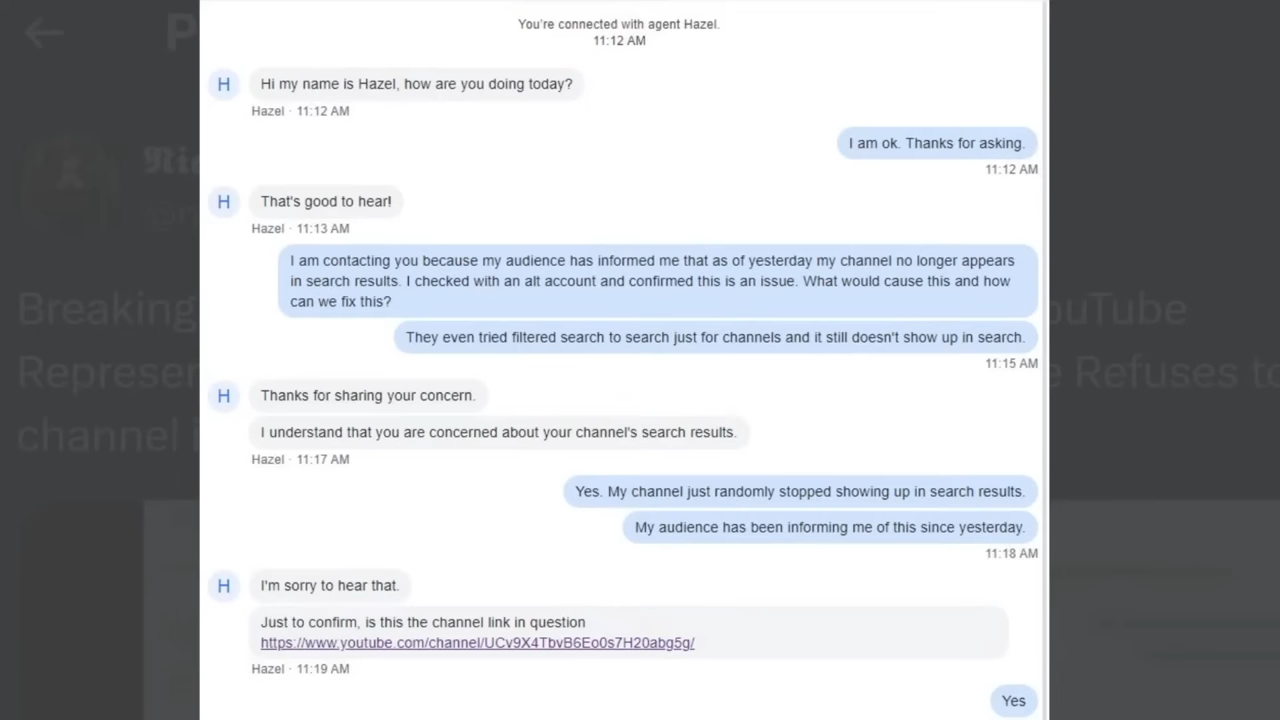 You're connected with agent Hazel.
11:12 AM
H
Hi my name is Hazel, how are you doing today?
Hazel · 11:12 AM
I am ok. Thanks for asking.
11:12 AM
H
That's good to hear!
Hazel · 11:13 AM
I am contacting you because my audience has informed me that as of yesterday my channel no longer appears
in search results. I checked with an alt account and confirmed this is an issue. What would cause this and how
can we fix this?
They even tried filtered search to search just for channels and it still doesn't show up in search.
11:15 AM
H
Thanks for sharing your concern.
I understand that you are concerned about your channel's search results.
Hazel · 11:17 AM
Yes. My channel just randomly stopped showing up in search results.
My audience has been informing me of this since yesterday.
11:18 AM
H
I'm sorry to hear that.
Just to confirm, is this the channel link in question
https://www.youtube.com/channel/UCv9X4TbvB6Eo0s7H20abg5g/
Hazel · 11:19 AM
Yes
Breaking
Refuses to
channel